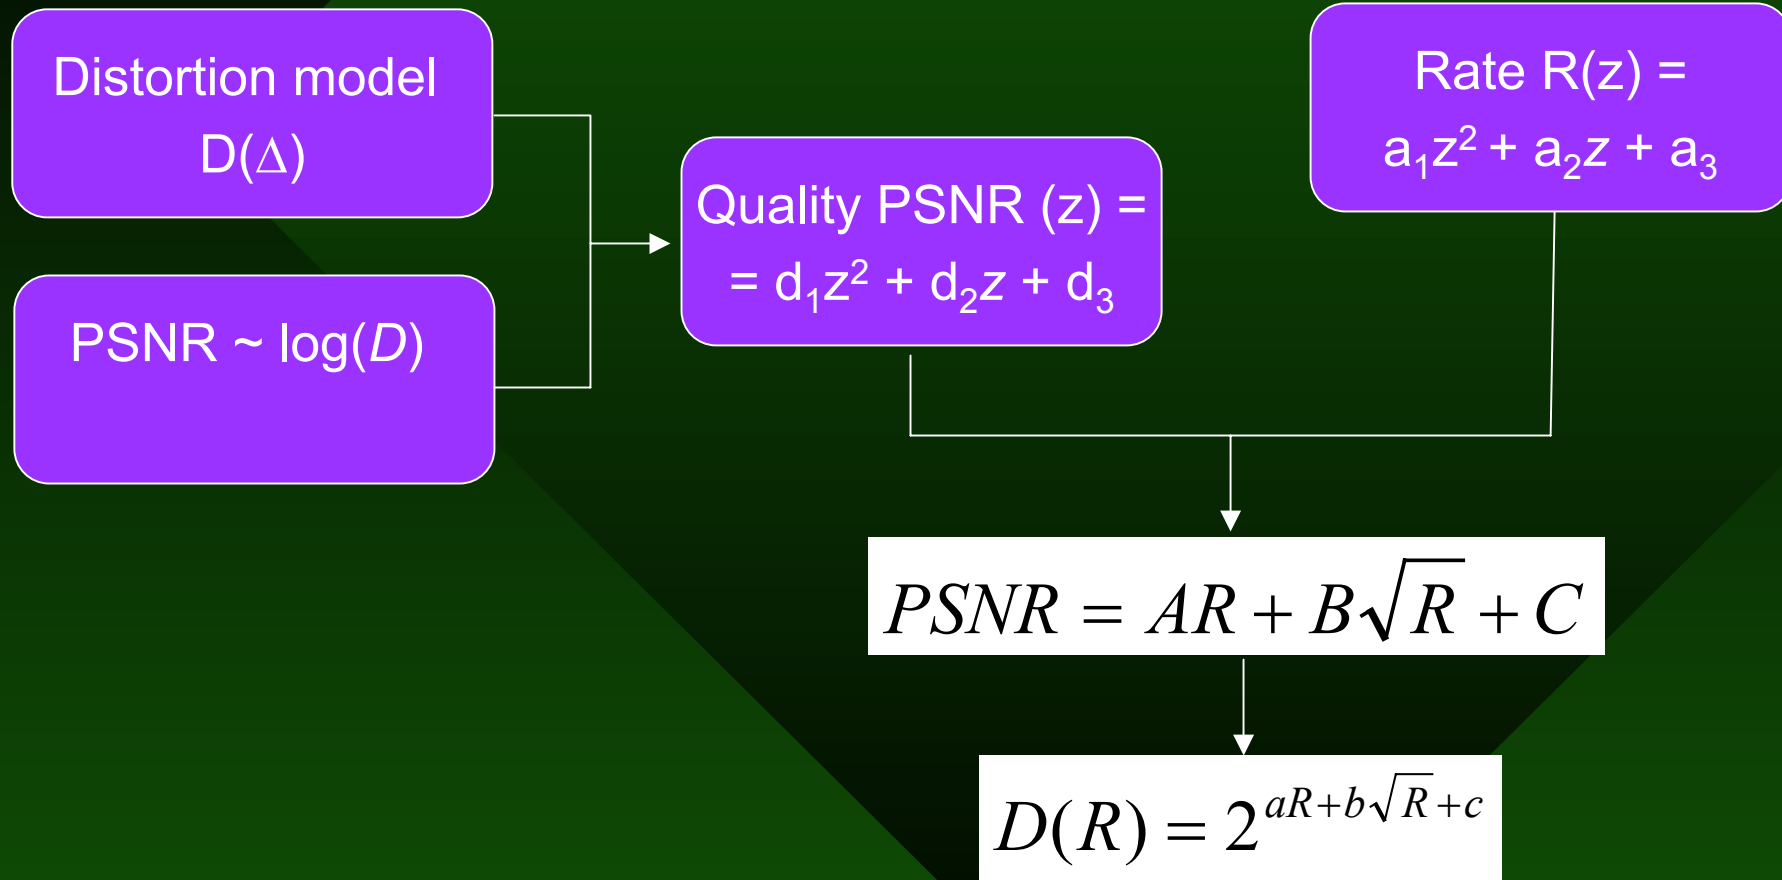 Distortion model
D(Δ)
PSNR ~ log(D)
Quality PSNR (z) =
= d₁z² + d₂z + d₃
Rate R(z) =
a₁z² + a₂z + a₃
PSNR = AR + B√R + C
D(R) = 2^{aR+b√R+c}